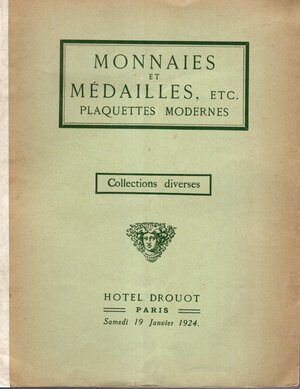 MONNAIES
ET
MÉDAILLES, ETC.
PLAQUETTES MODERNES
Collections diverses
HOTEL DROUOT
PARIS
Samedi 19 Janvier 1924.